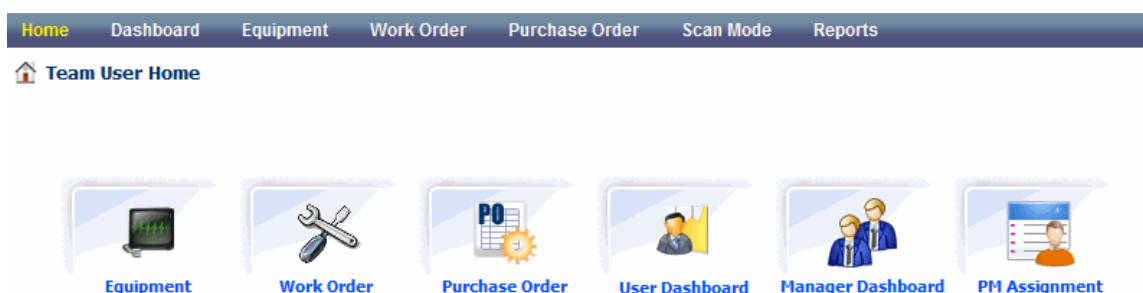 Home Dashboard Equipment Work Order Purchase Order Scan Mode Reports
Team User Home
PO
Equipment Work Order Purchase Order User Dashboard Manager Dashboard PM Assignment